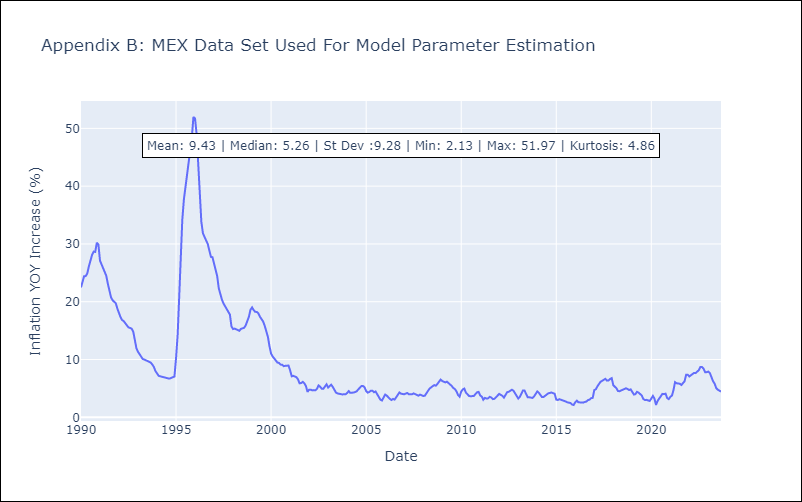 Appendix B: MEX Data Set Used For Model Parameter Estimation
Mean: 9.43 | Median: 5.26 | St Dev :9.28 | Min: 2.13 | Max: 51.97 | Kurtosis: 4.86
Inflation YOY Increase (%)
50
40
30
20
10
0
1990 1995 2000 2005 2010 2015 2020
Date